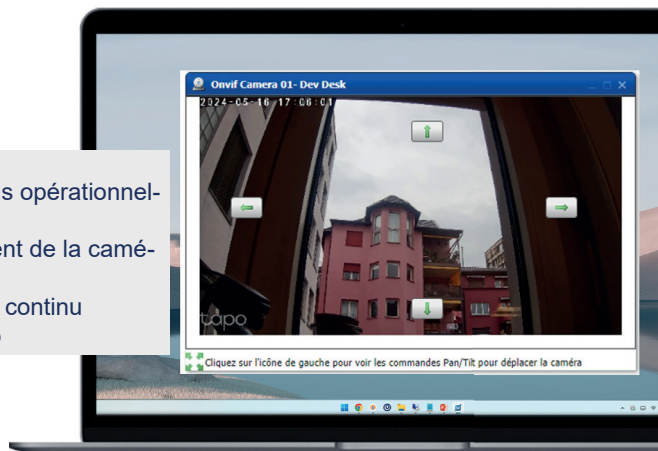 Onvif Camera 01- Dev Desk
2024-05-16 17:06:01
s opérationnel-
ent de la camé-
continu
tapo
Cliquez sur l'icône de gauche pour voir les commandes Pan/Tilt pour déplacer la caméra